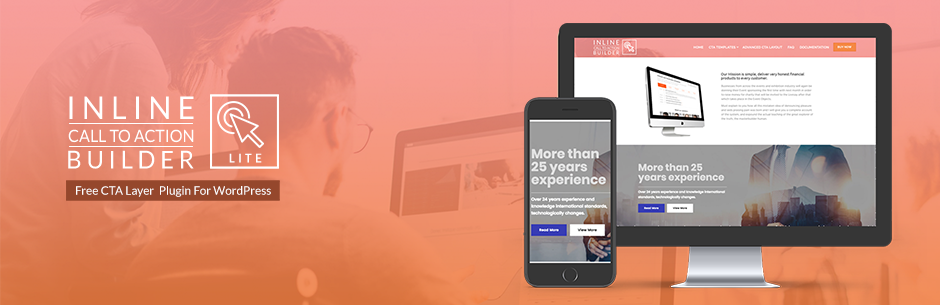 INLINE
CALL TO ACTION
BUILDER
LITE
Free CTA Layer Plugin For WordPress
More than
25 years
experience
Over 34 years experience and
knowledge international standards,
technologically changes.
Read More
View More
INLINE
CALL TO ACTION
BUILDER
HOME
CTA TEMPLATES
ADVANCED CTA LAYOUT
FAQ
DOCUMENTATION
BUY NOW
Our mission is simple, deliver very honest financial
products to every customer.
More than 25
years experience
Over 34 years experience and knowledge international
standards, technologically changes.
Read More
View More